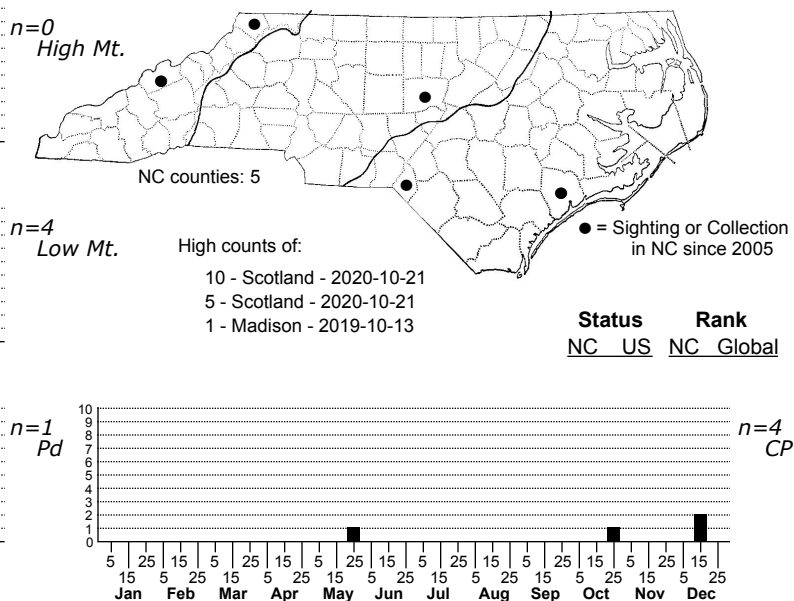 n=0
High Mt.
NC counties: 5
n=4
Low Mt.
High counts of:
10 - Scotland - 2020-10-21
5 - Scotland - 2020-10-21
1 - Madison - 2019-10-13
● = Sighting or Collection
in NC since 2005
Status Rank
NC US NC Global
n=1
Pd
n=4
CP
10
9
8
7
6
5
4
3
2
1
0
5 25 15 5 25 15 5 25 15 5 25 15 5 25 15 5 25 15
15 5 25 15 5 25 15 5 25 15 5 25 15 5 25 15 5 25
Jan Feb Mar Apr May Jun Jul Aug Sep Oct Nov Dec